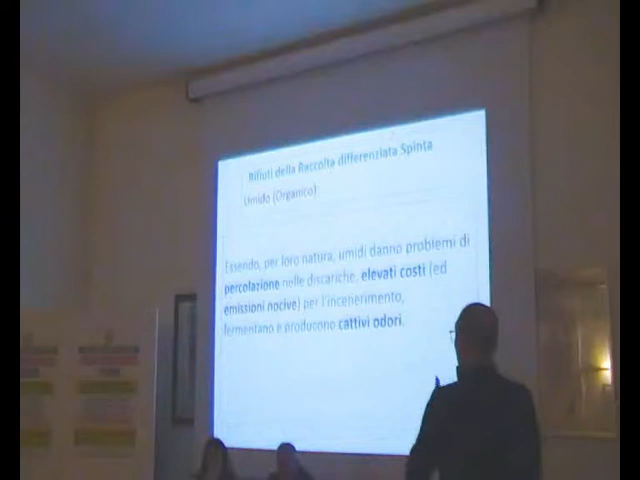 Rifiuti della Raccolta differenziata Spinta
Umido (Organico)
Essendo, per loro natura, umidi danno problemi di
percolazione nelle discariche, elevati costi (ed
emissioni nocive) per l'incenerimento,
fermentano e producono cattivi odori.